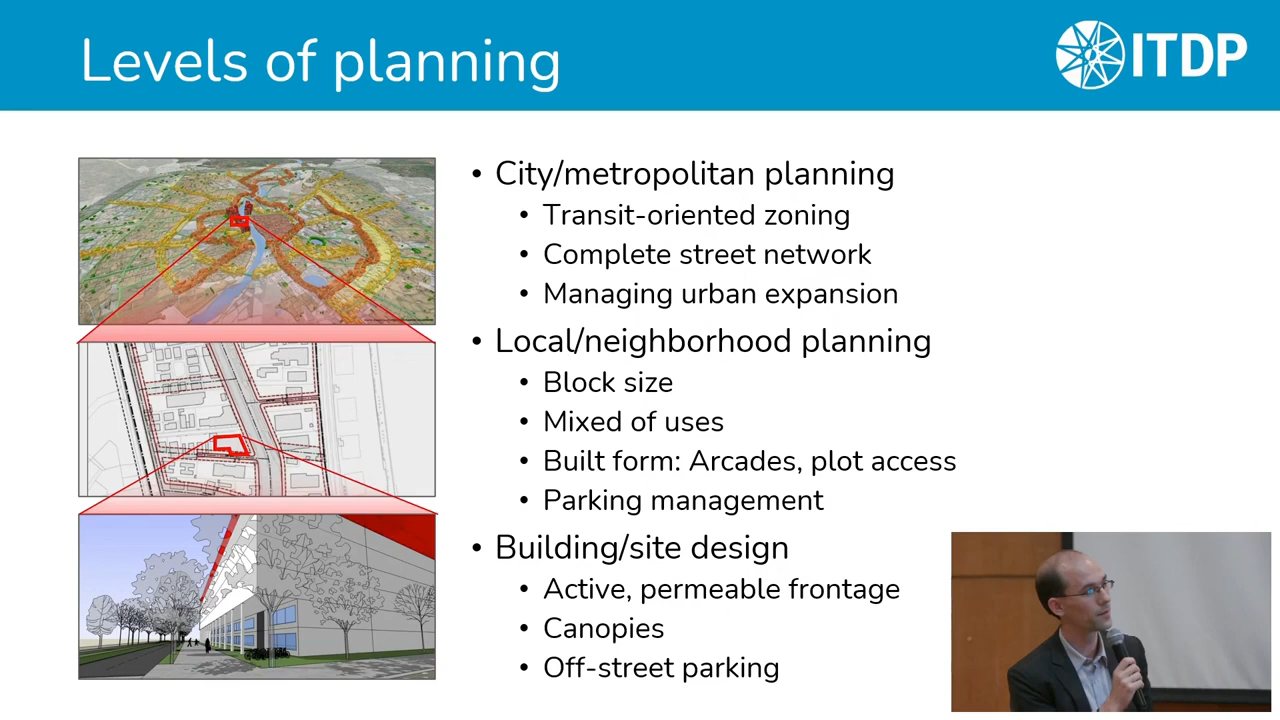 Levels of planning
ITDP
• City/metropolitan planning
• Transit-oriented zoning
• Complete street network
• Managing urban expansion
• Local/neighborhood planning
• Block size
• Mixed of uses
• Built form: Arcades, plot access
• Parking management
• Building/site design
• Active, permeable frontage
• Canopies
• Off-street parking